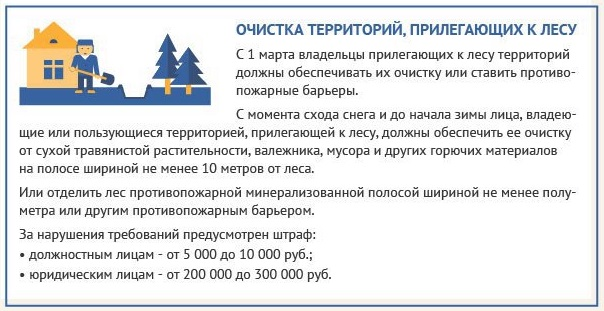 ОЧИСТКА ТЕРРИТОРИЙ, ПРИЛЕГАЮЩИХ К ЛЕСУ
С 1 марта владельцы прилегающих к лесу территорий
должны обеспечивать их очистку или ставить противо-
пожарные барьеры.
С момента схода снега и до начала зимы лица, владею-
щие или пользующиеся территорией, прилегающей к лесу, должны обеспечить ее очистку
от сухой травянистой растительности, валежника, мусора и других горючих материалов
на полосе шириной не менее 10 метров от леса.
Или отделить лес противопожарной минерализованной полосой шириной не менее полу-
метра или другим противопожарным барьером.
За нарушения требований предусмотрен штраф:
• должностным лицам - от 5 000 до 10 000 руб.;
• юридическим лицам - от 200 000 до 300 000 руб.